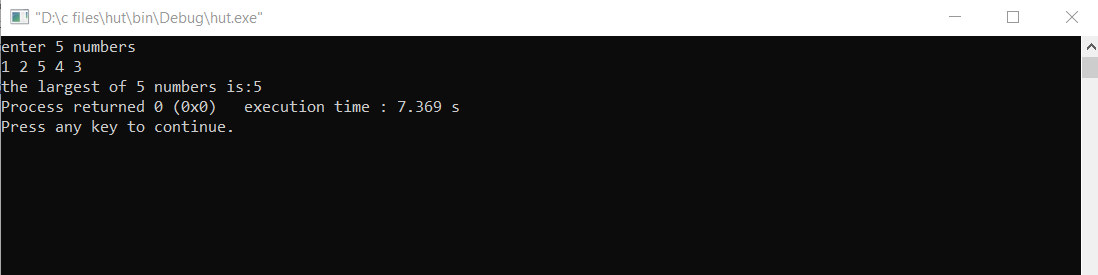 "D:\c files\hut\bin\Debug\hut.exe"
enter 5 numbers
1 2 5 4 3
the largest of 5 numbers is:5
Process returned 0 (0x0)   execution time : 7.369 s
Press any key to continue.